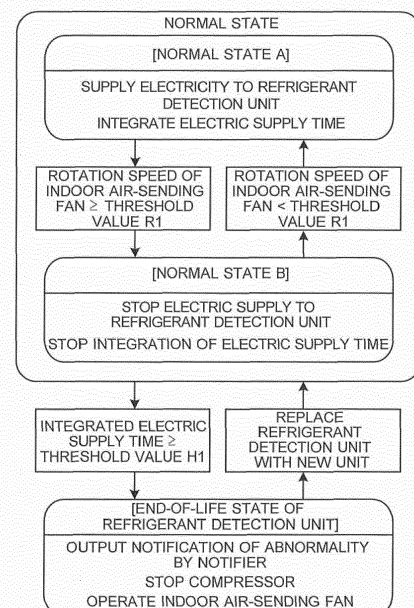 NORMAL STATE
[NORMAL STATE A]
SUPPLY ELECTRICITY TO REFRIGERANT
DETECTION UNIT
INTEGRATE ELECTRIC SUPPLY TIME
ROTATION SPEED OF
INDOOR AIR-SENDING
FAN ≥ THRESHOLD
VALUE R1
ROTATION SPEED OF
INDOOR AIR-SENDING
FAN < THRESHOLD
VALUE R1
[NORMAL STATE B]
STOP ELECTRIC SUPPLY TO
REFRIGERANT DETECTION UNIT
STOP INTEGRATION OF ELECTRIC SUPPLY TIME
INTEGRATED ELECTRIC
SUPPLY TIME ≥
THRESHOLD VALUE H1
REPLACE
REFRIGERANT
DETECTION UNIT
WITH NEW UNIT
[END-OF-LIFE STATE OF
REFRIGERANT DETECTION UNIT]
OUTPUT NOTIFICATION OF ABNORMALITY
BY NOTIFIER
STOP COMPRESSOR
OPERATE INDOOR AIR-SENDING FAN